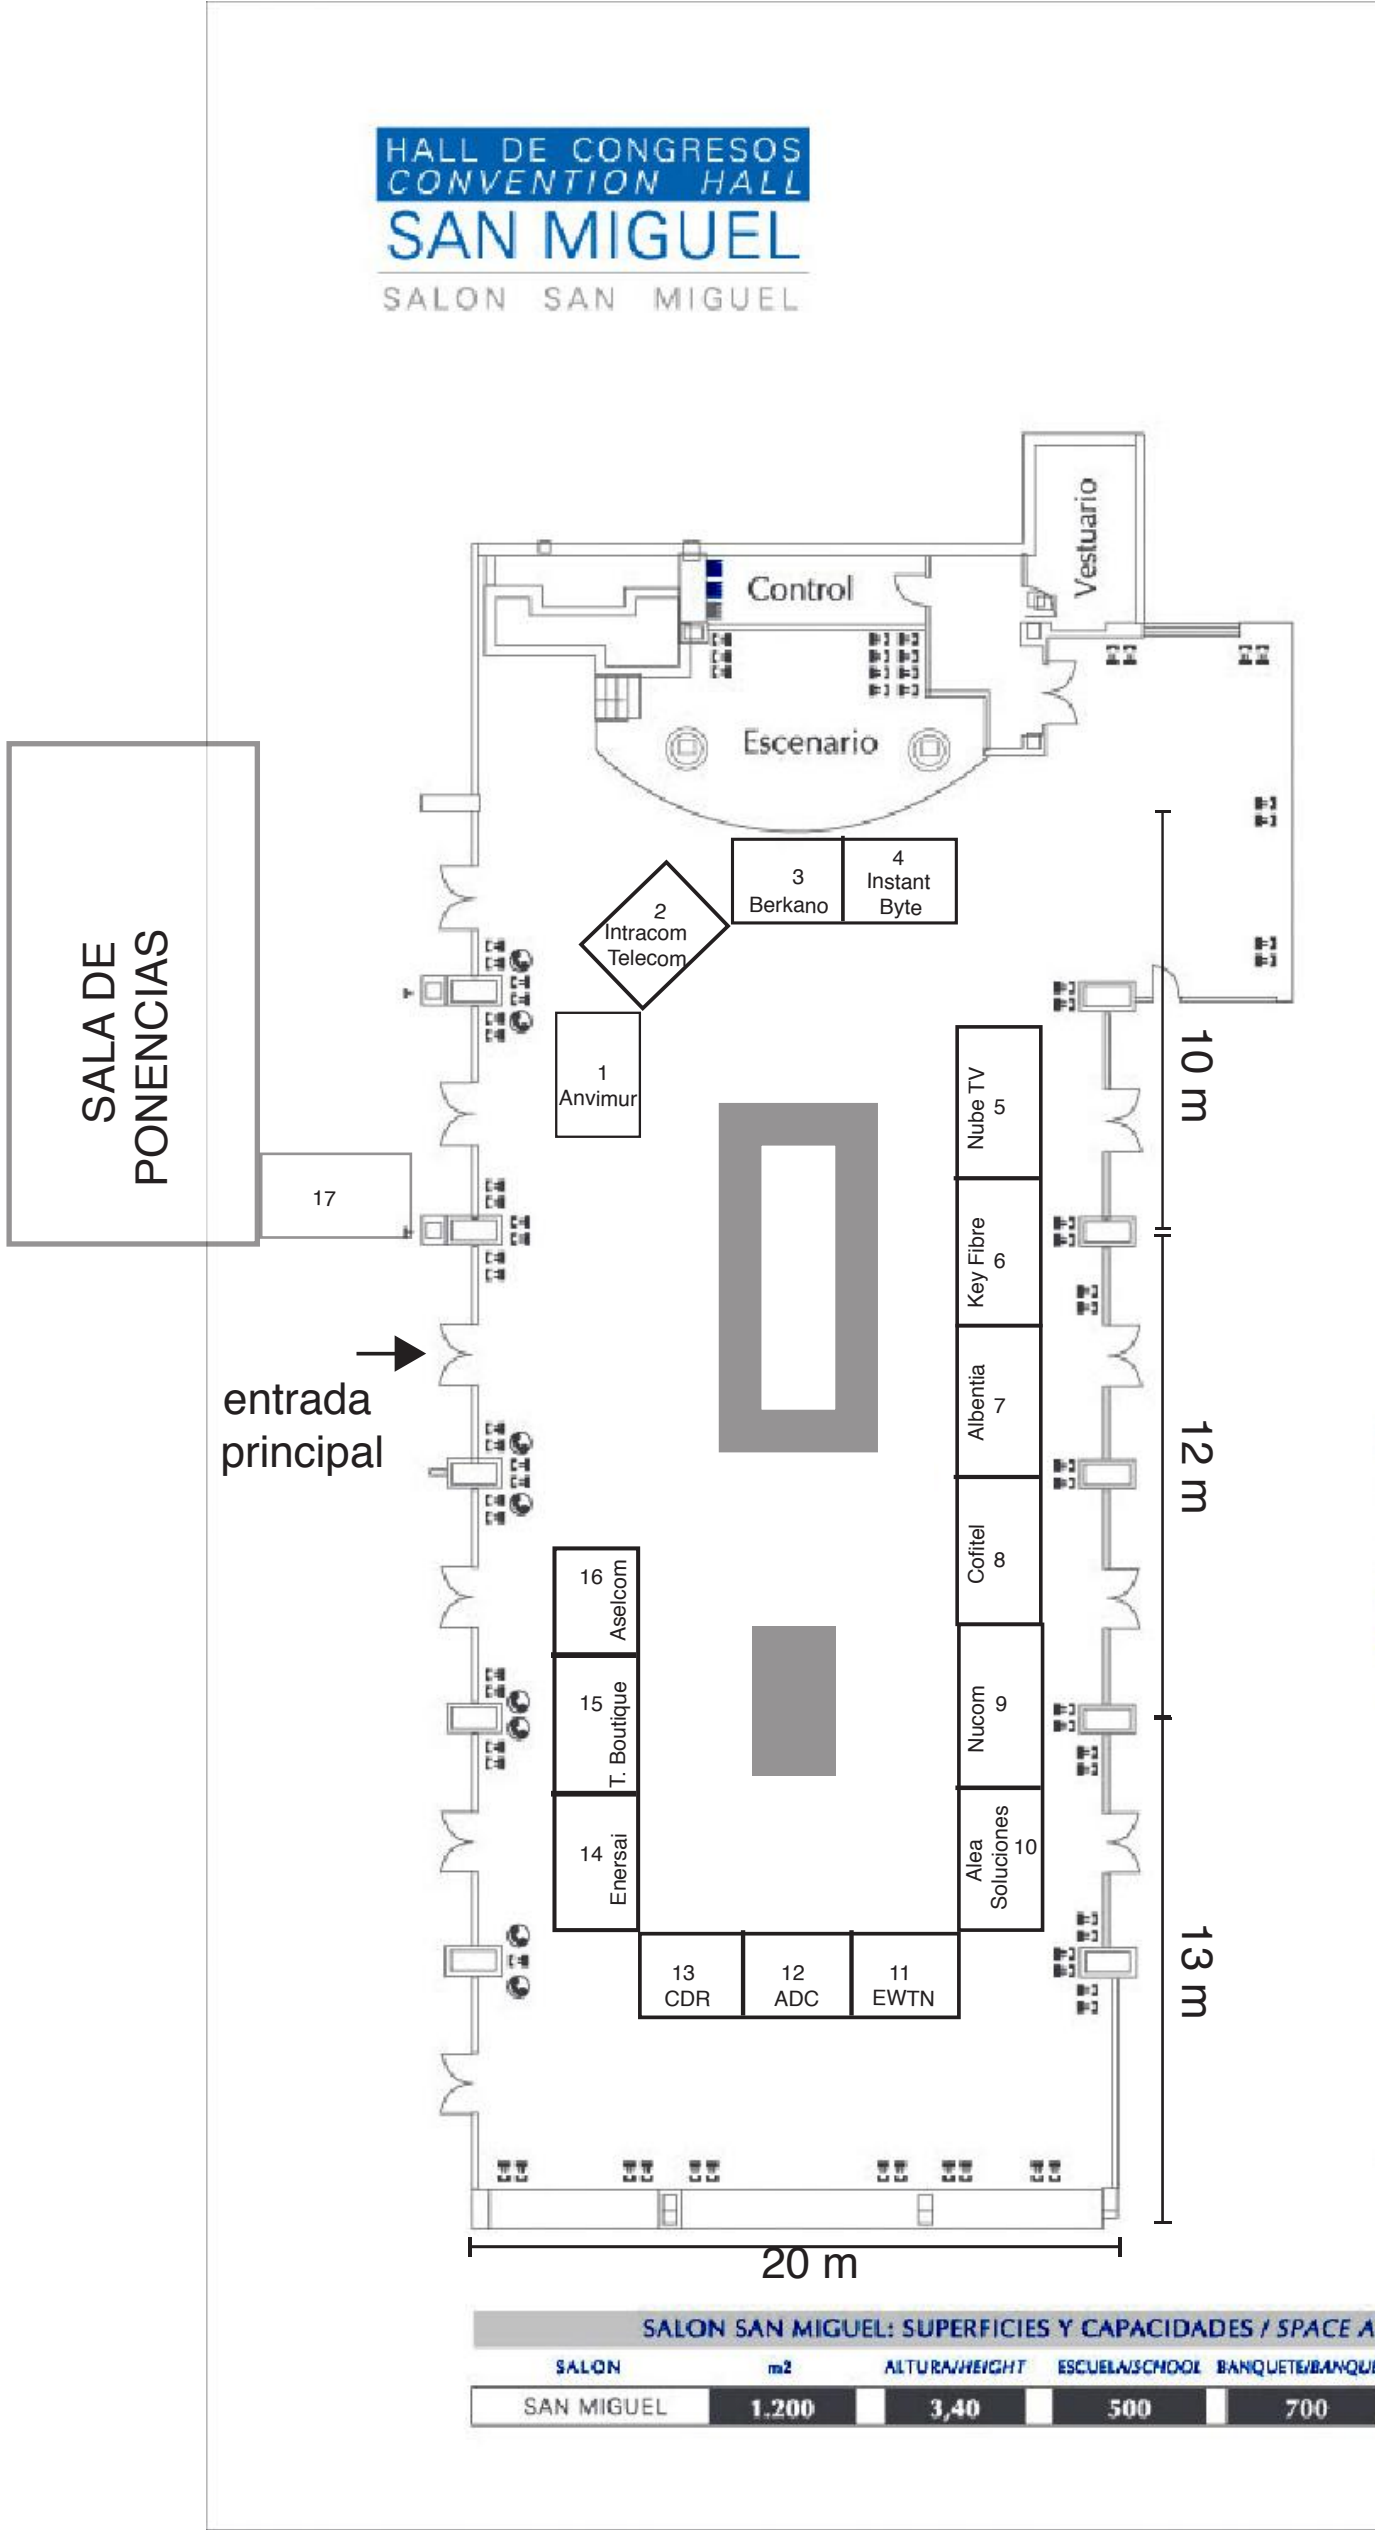 HALL DE CONGRESOS
CONVENTION HALL
SAN MIGUEL
SALON SAN MIGUEL
Vestuario
Control
Escenario
SALA DE
PONENCIAS
3
Berkano
4
Instant
Byte
2
Intracom
Telecom
1
Anvimur
17
entrada
principal
Nube TV
5
Key Fibre
6
Albentia
7
Cofitel
8
Nucom
9
Alea
Soluciones
10
16
Aselcom
15
T. Boutique
14
Enersai
13
CDR
12
ADC
11
EWTN
10 m
12 m
13 m
20 m
SALON SAN MIGUEL: SUPERFICIES Y CAPACIDADES / SPACE A
SALON m2 ALTURA/HEIGHT ESCUELA/SCHOOL BANQUETE/BANQUE
SAN MIGUEL 1.200 3,40 500 700